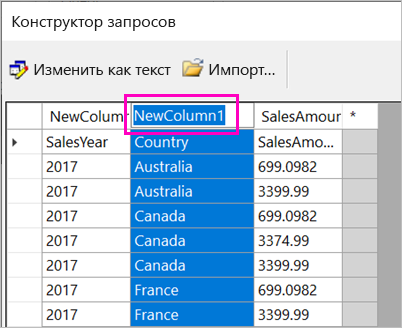 Конструктор запросов
Изменить как текст Импорт...
NewColumr NewColumn1 SalesAmour *
SalesYear Country SalesAmo...
2017 Australia 699.0982
2017 Australia 3399.99
2017 Canada 699.0982
2017 Canada 3374.99
2017 Canada 3399.99
2017 France 699.0982
2017 France 3399.99